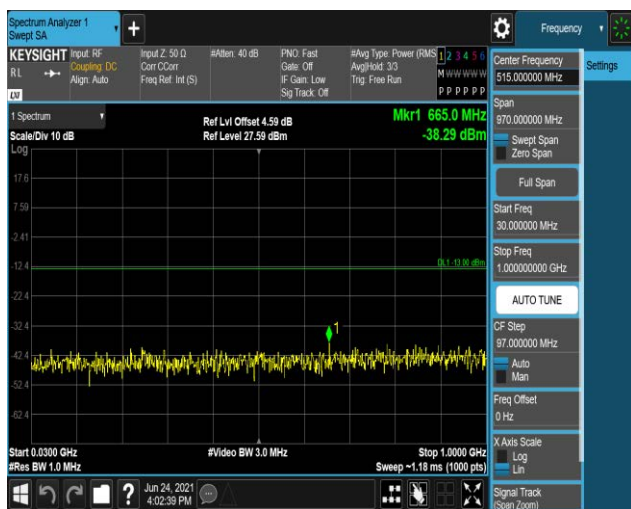 Spectrum Analyzer 1
Swept SA
Frequency
KEYSIGHT
Input: RF
Input Z: 50 Ω
#Atten: 40 dB
PNO: Fast
#Avg Type: Power (RMS
1 2 3 4 5 6
RL
Coupling: DC
Corr CCorr
Gate: Off
Avg|Hold: 3/3
M W W W W W
Align: Auto
Freq Ref: Int (S)
IF Gain: Low
Trig: Free Run
P P P P P P
Sig Track: Off
LXI
1 Spectrum
Scale/Div 10 dB
Ref Lvl Offset 4.59 dB
Ref Level 27.59 dBm
Mkr1 665.0 MHz
-38.29 dBm
Log
17.6
7.59
-2.41
-12.4
DL1 -13.00 dBm
-22.4
-32.4
1
-42.4
-52.4
-62.4
Start 0.0300 GHz
#Video BW 3.0 MHz
Stop 1.0000 GHz
#Res BW 1.0 MHz
Sweep ~1.18 ms (1000 pts)
?
Jun 24, 2021
4:02:39 PM
Center Frequency
515.000000 MHz
Settings
Span
970.000000 MHz
Swept Span
Zero Span
Full Span
Start Freq
30.000000 MHz
Stop Freq
1.000000000 GHz
AUTO TUNE
CF Step
97.000000 MHz
Auto
Man
Freq Offset
0 Hz
X Axis Scale
Log
Lin
Signal Track
(Span Zoom)